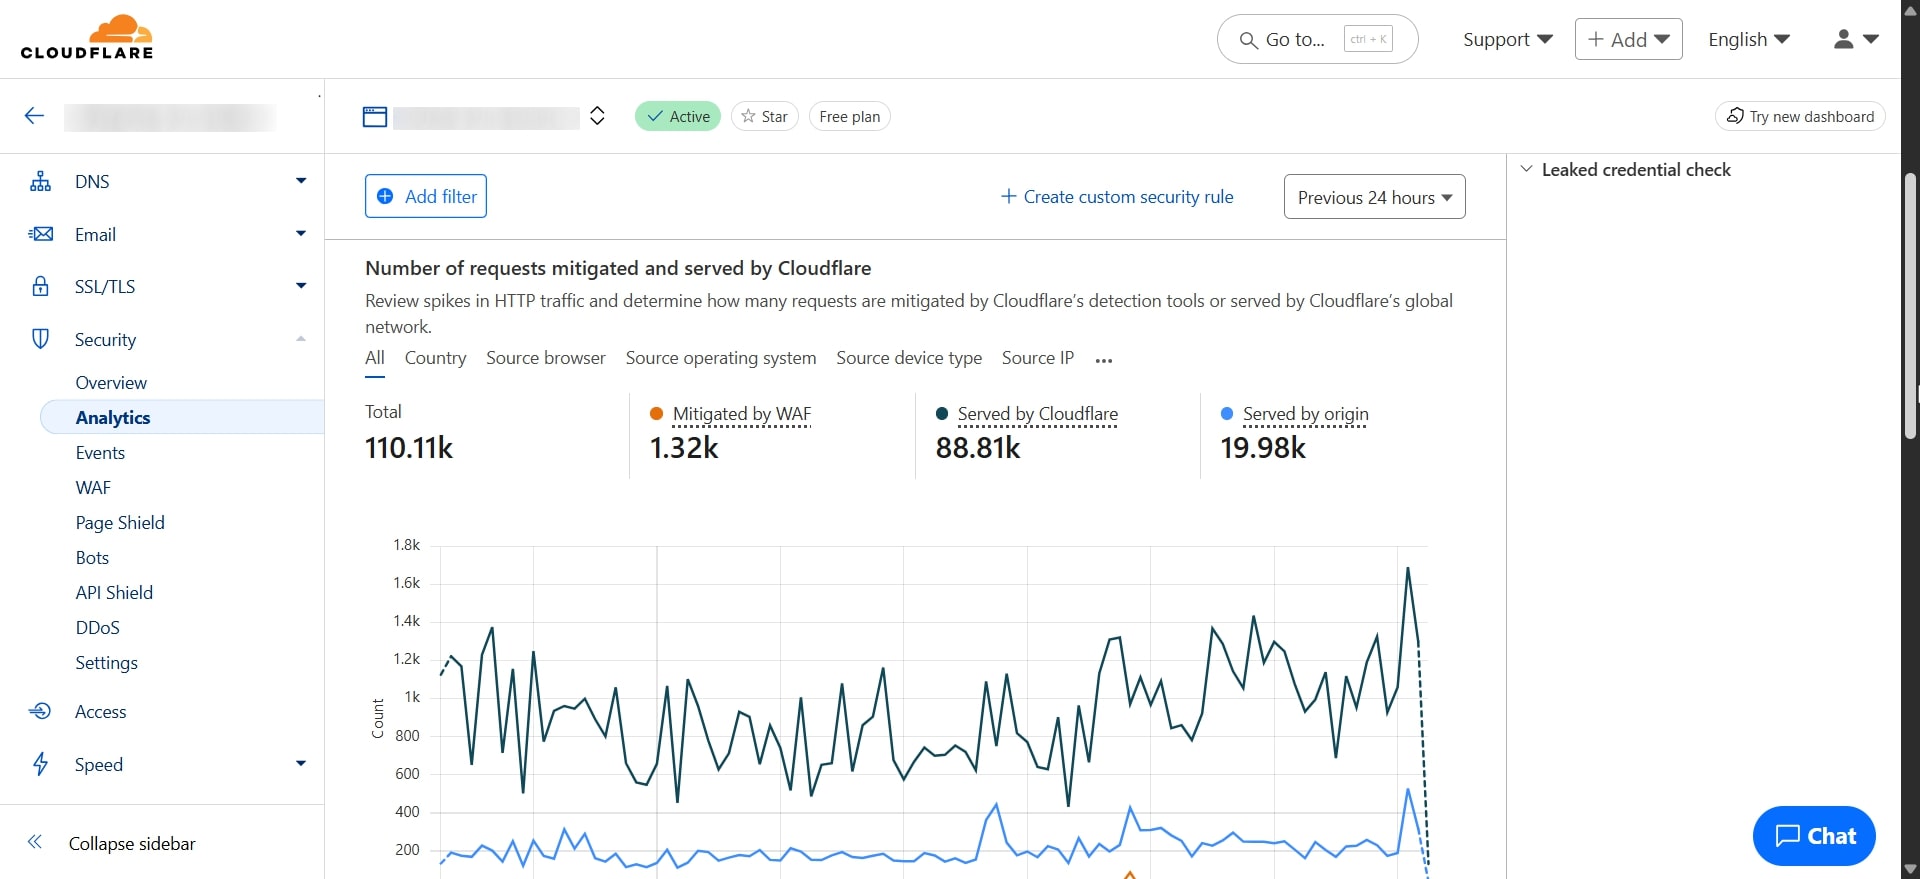 CLOUDFLARE
Go to...
ctrl + K
Support
Add
English
Active
Star
Free plan
Try new dashboard
DNS
Email
SSL/TLS
Security
Overview
Analytics
Events
WAF
Page Shield
Bots
API Shield
DDoS
Settings
Access
Speed
Collapse sidebar
Add filter
+ Create custom security rule
Previous 24 hours
Number of requests mitigated and served by Cloudflare
Review spikes in HTTP traffic and determine how many requests are mitigated by Cloudflare's detection tools or served by Cloudflare's global
network.
All Country Source browser Source operating system Source device type Source IP ...
Total
110.11k
Mitigated by WAF
1.32k
Served by Cloudflare
88.81k
Served by origin
19.98k
1.8k
1.6k
1.4k
1.2k
1k
800
600
400
200
Count
Leaked credential check
Chat